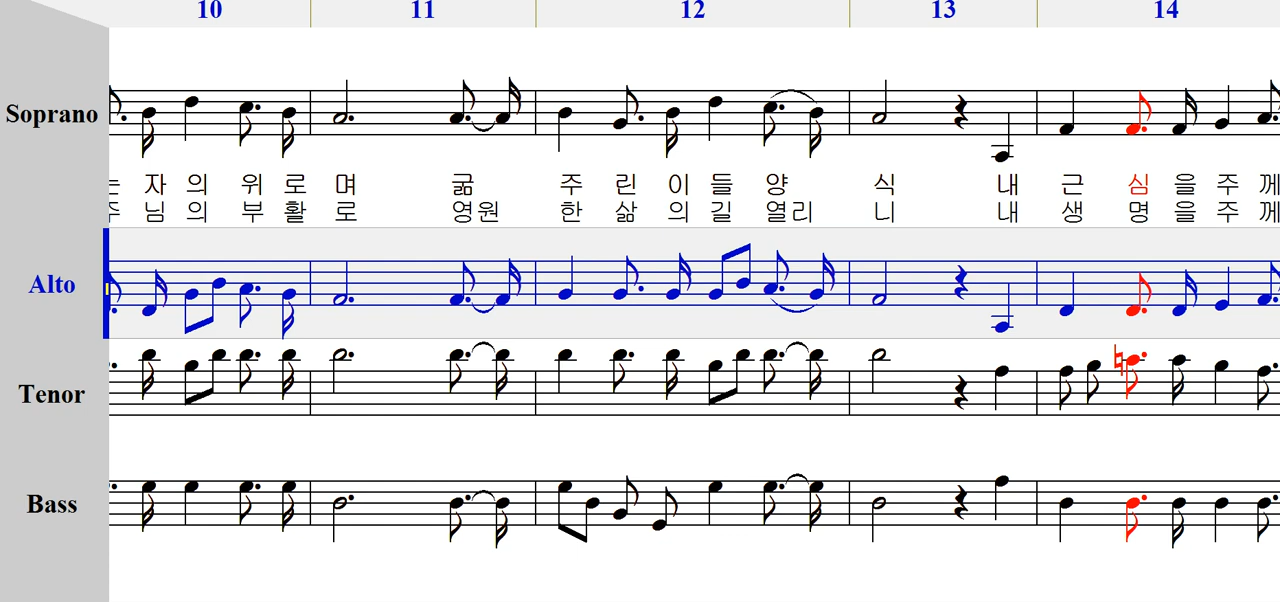 10 11 12 13 14
Soprano
는 자 의 위 로 며 굶 주 린 이 들 양 식 내 근 심 을 주 께
주 님 의 부 활 로 영원 한 삶 의 길 열리 니 내 생 명 을 주 께
Alto
Tenor
Bass